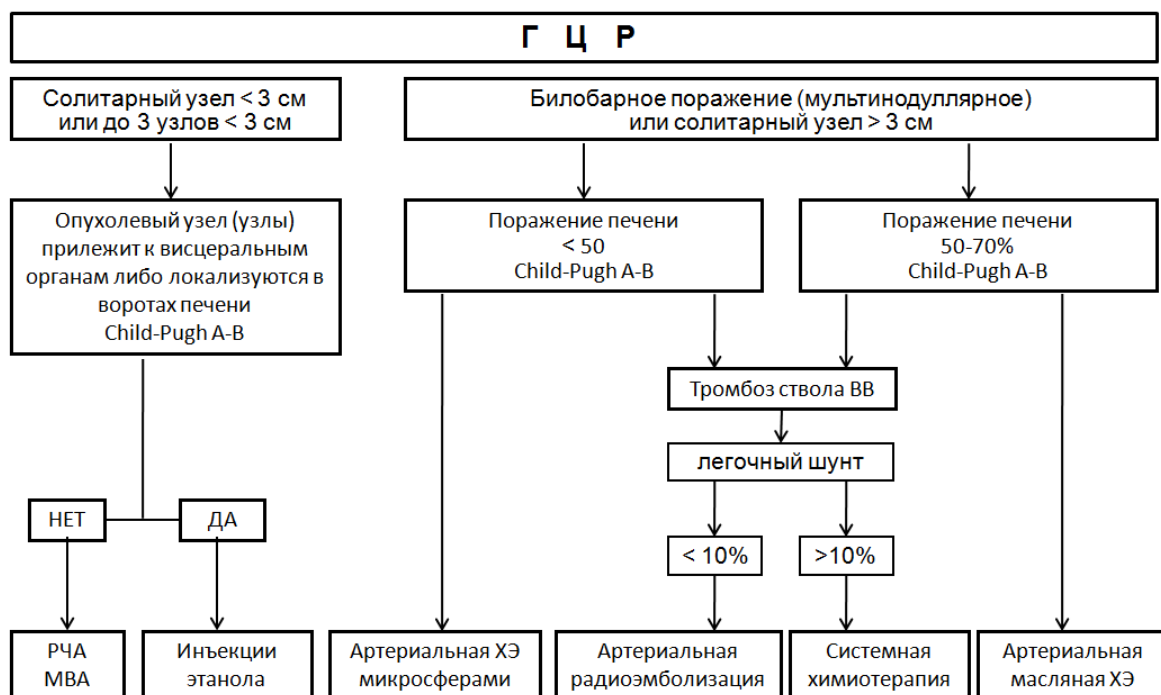 Г Ц Р
Солитарный узел < 3 см
или до 3 узлов < 3 см
Билобарное поражение (мультинодуллярное)
или солитарный узел > 3 см
Опухолевый узел (узлы)
прилежит к висцеральным
органам либо локализуются в
воротах печени
Child-Pugh A-B
Поражение печени
< 50
Child-Pugh A-B
Поражение печени
50-70%
Child-Pugh A-B
Тромбоз ствола ВВ
легочный шунт
НЕТ
ДА
< 10%
>10%
РЧА
МВА
Инъекции
этанола
Артериальная ХЭ
микросферами
Артериальная
радиоэмболизация
Системная
химиотерапия
Артериальная
масляная ХЭ